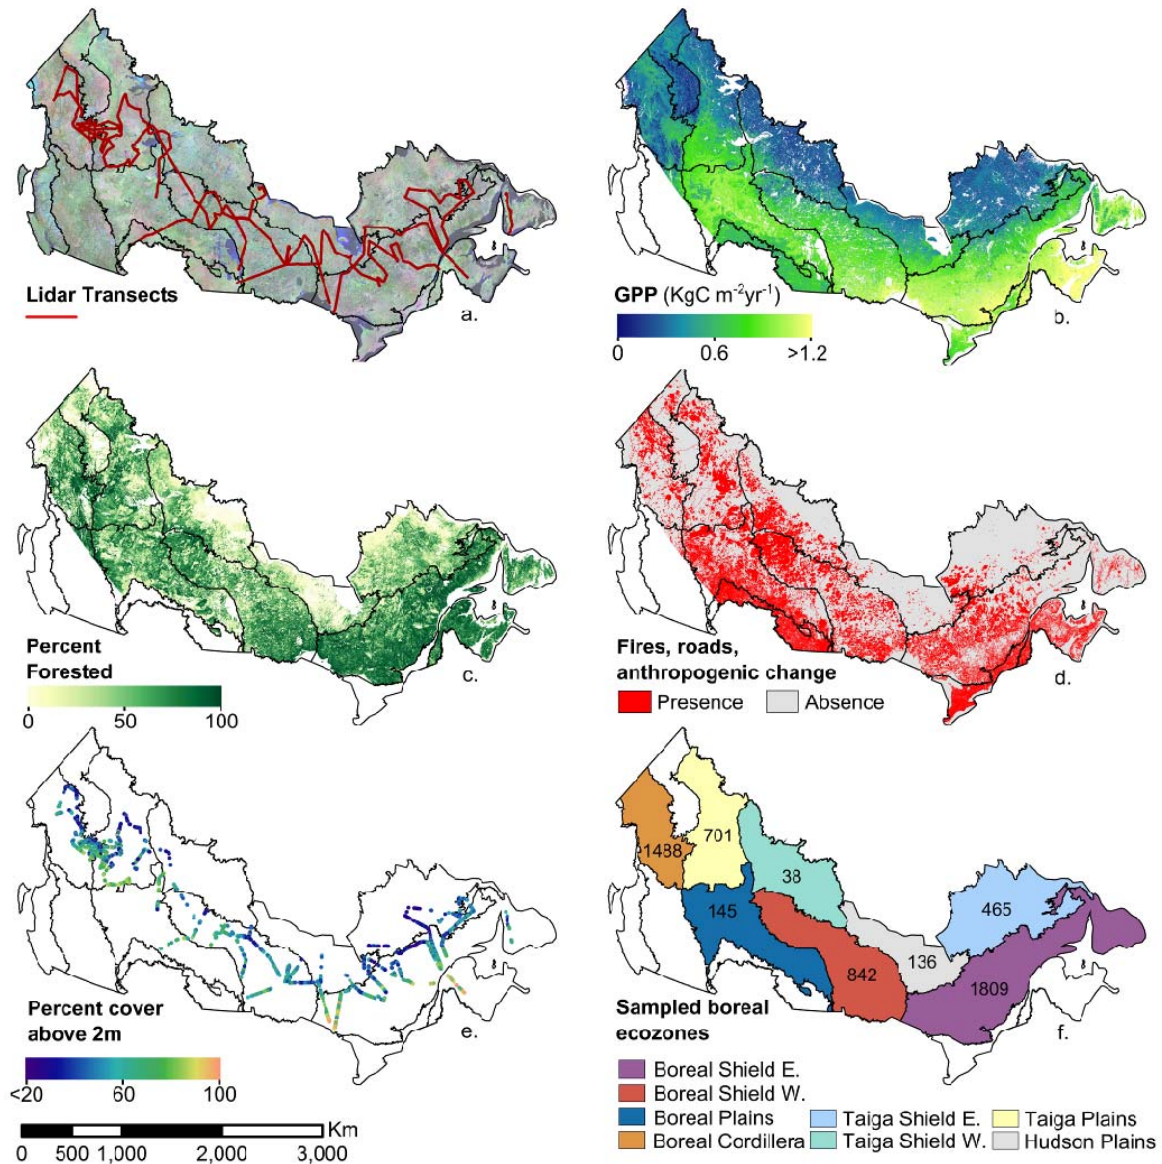 Lidar Transects
a.
GPP (KgC m⁻²yr⁻¹)
0 0.6 >1.2
b.
Percent
Forested
0 50 100
c.
Fires, roads,
anthropogenic change
Presence Absence
d.
Percent cover
above 2m
<20 60 100
e.
0 500 1,000 2,000 3,000 Km
1488
701
38
145
842
136
465
1809
Sampled boreal
ecozones
f.
Boreal Shield E.
Boreal Shield W.
Boreal Plains Taiga Shield E. Taiga Plains
Boreal Cordillera Taiga Shield W. Hudson Plains